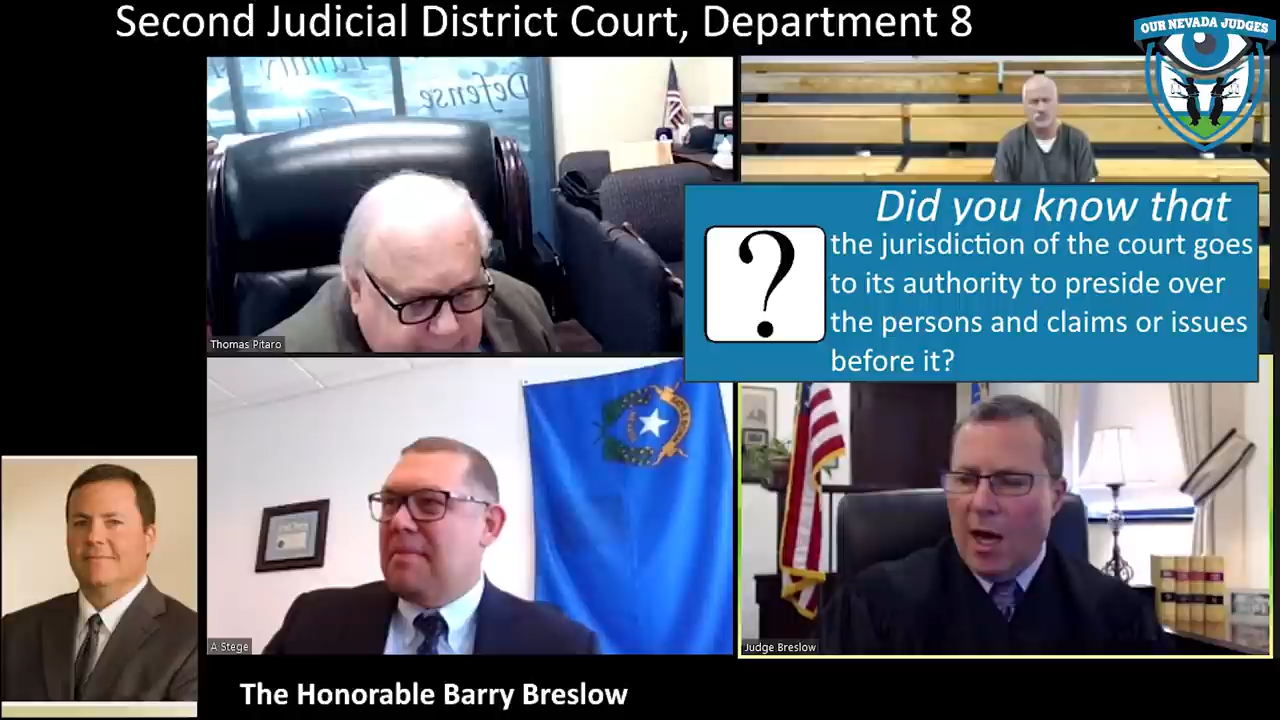 Second Judicial District Court, Department 8
OUR NEVADA JUDGES
Family
Defense
Thomas Pitaro
Did you know that
?
the jurisdiction of the court goes
to its authority to preside over
the persons and claims or issues
before it?
A Stege
Judge Breslow
The Honorable Barry Breslow